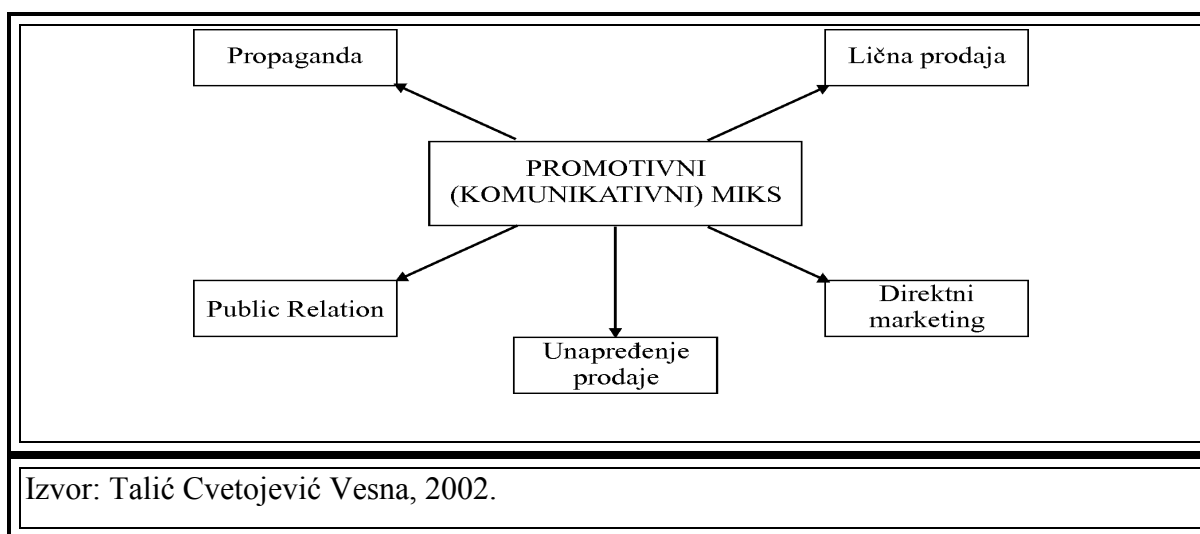 Propaganda
Lična prodaja
PROMOTIVNI
(KOMUNIKATIVNI) MIKS
Public Relation
Direktni
marketing
Unapređenje
prodaje
Izvor: Talić Cvetojević Vesna, 2002.